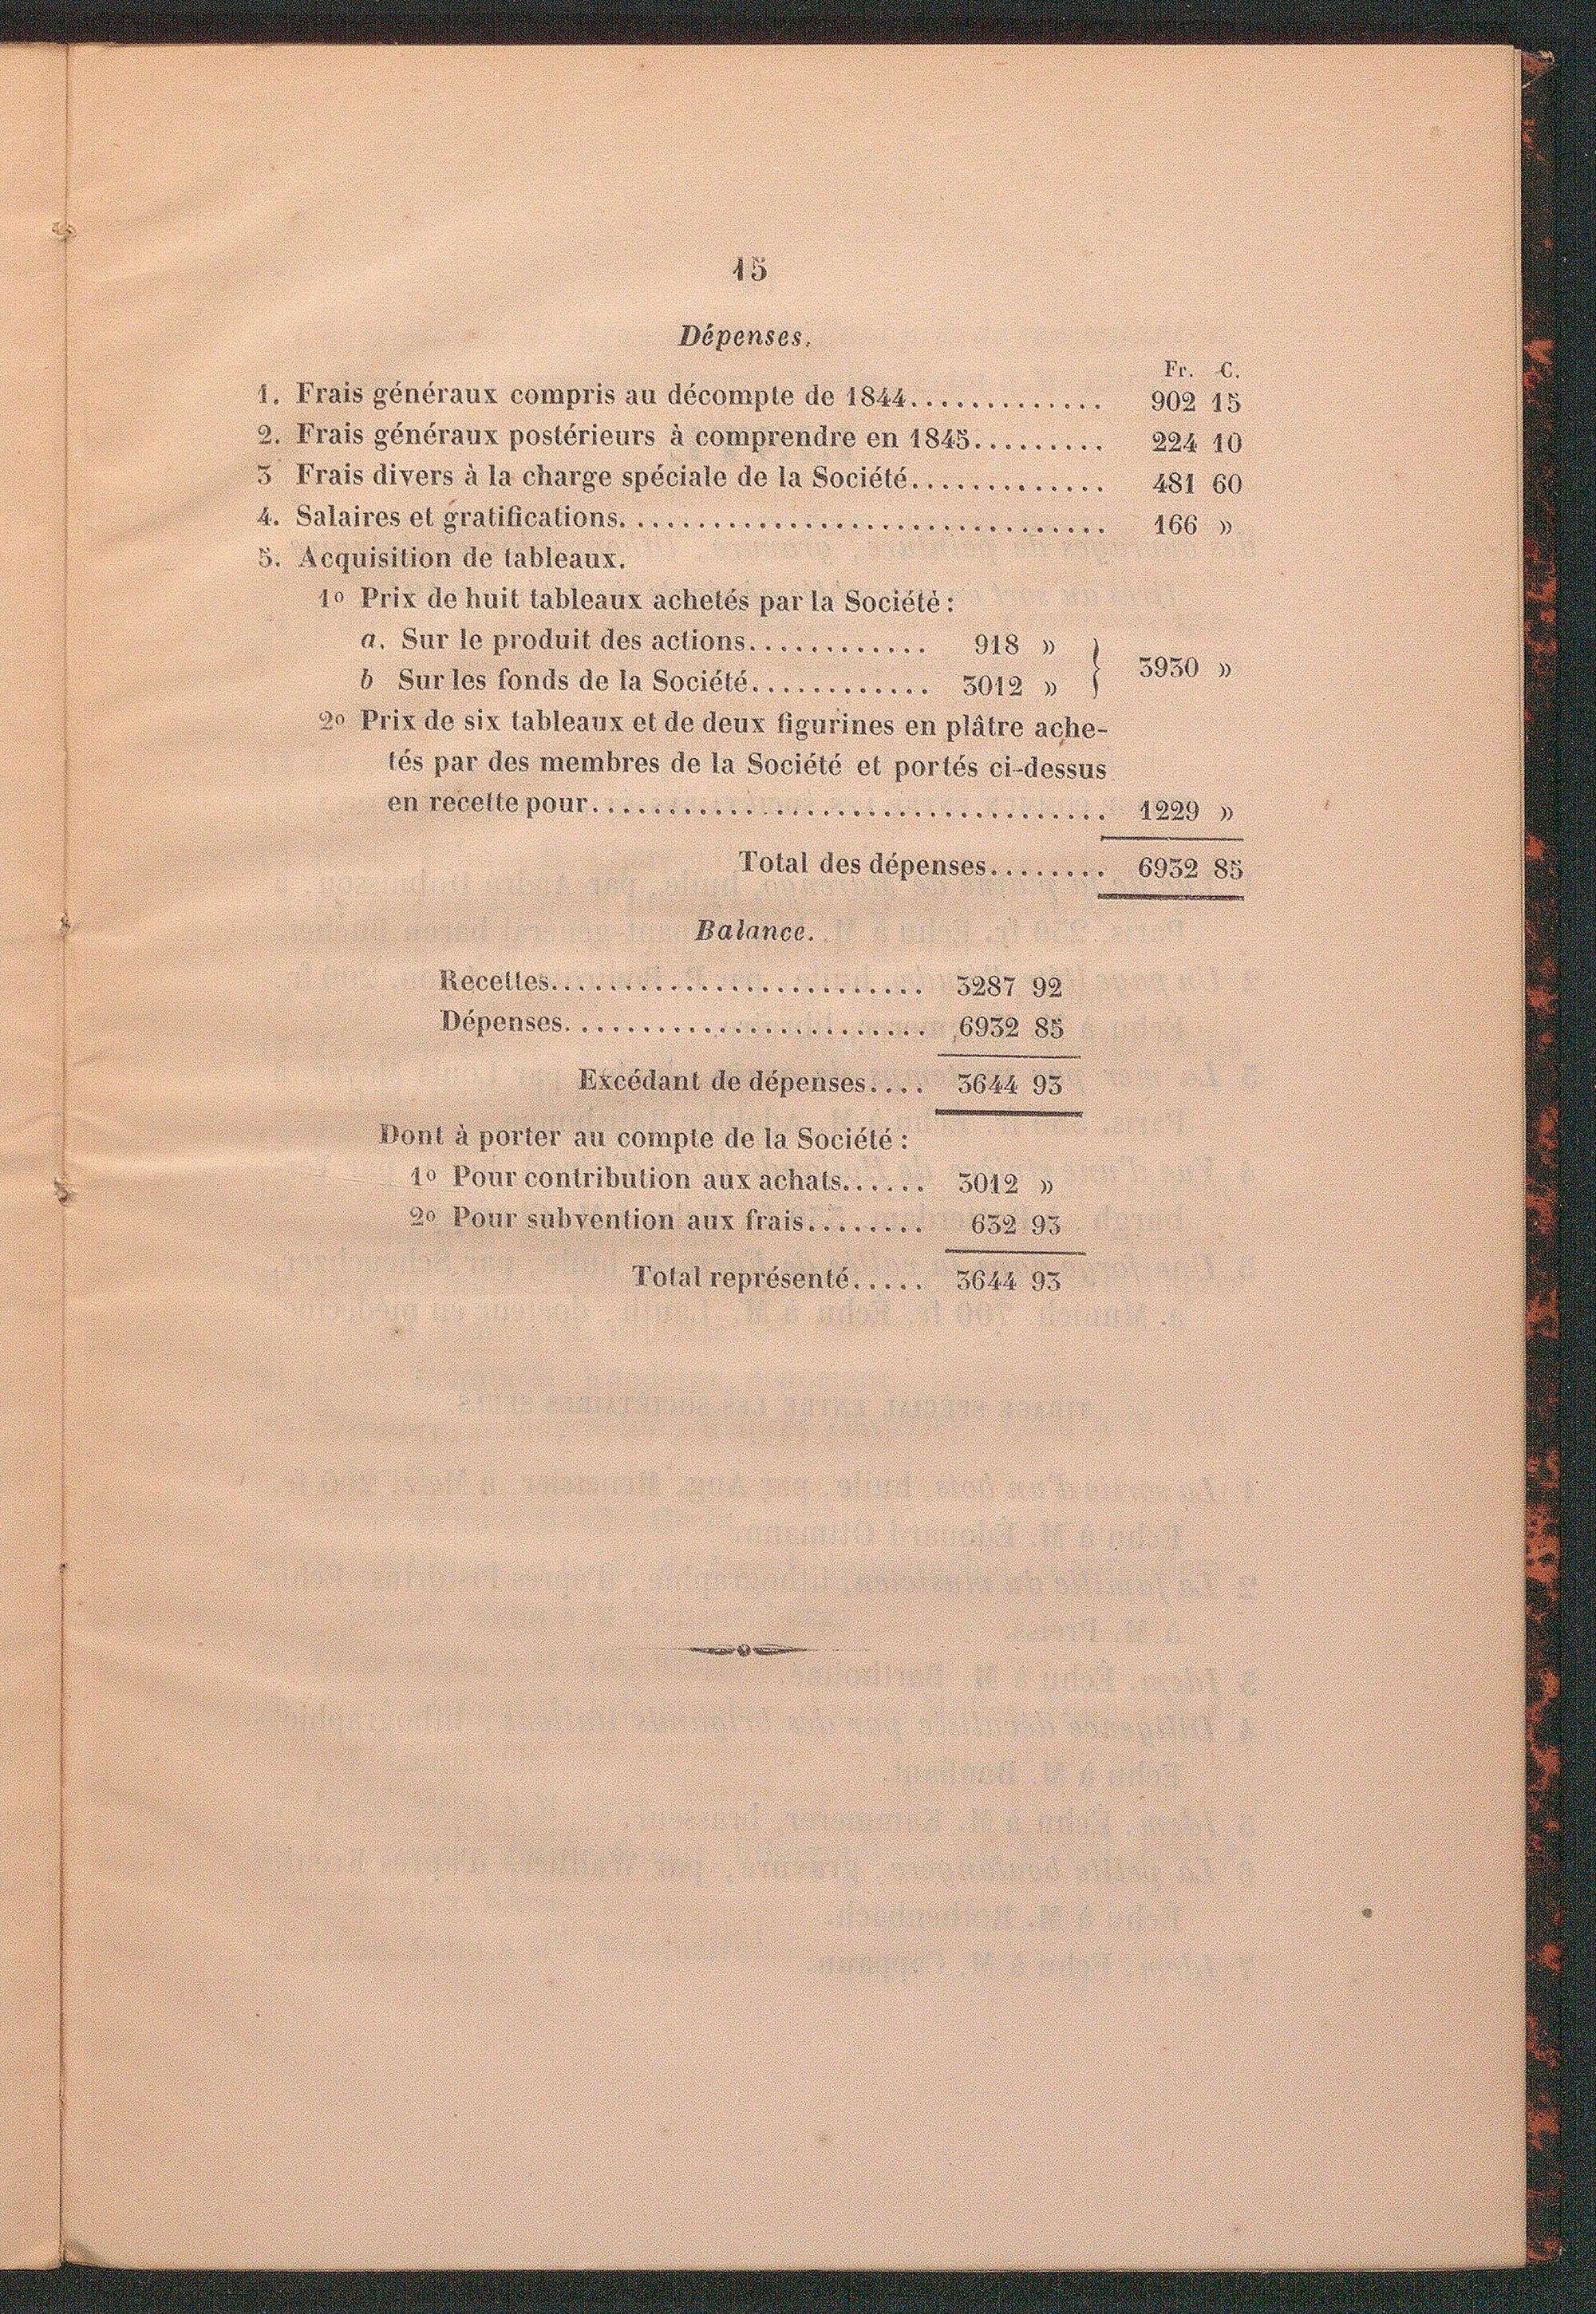 15
Dépenses.
Fr. C.
1. Frais généraux compris au décompte de 1844............. 902 15
2. Frais généraux postérieurs à comprendre en 1845......... 224 10
3 Frais divers à la charge spéciale de la Société............. 481 60
4. Salaires et gratifications................................ 166 »
5. Acquisition de tableaux.
1o Prix de huit tableaux achetés par la Société :
a. Sur le produit des actions............ 918 »
b Sur les fonds de la Société............ 3012 » } 3930 »
2o Prix de six tableaux et de deux figurines en plâtre ache-
tés par des membres de la Société et portés ci-dessus
en recette pour.................................. 1229 »
Total des dépenses........ 6932 85
Balance.
Recettes......................... 3287 92
Dépenses........................ 6932 85
Excédant de dépenses.... 3644 93
Dont à porter au compte de la Société :
1o Pour contribution aux achats...... 3012 »
2o Pour subvention aux frais........ 632 93
Total représenté..... 3644 93